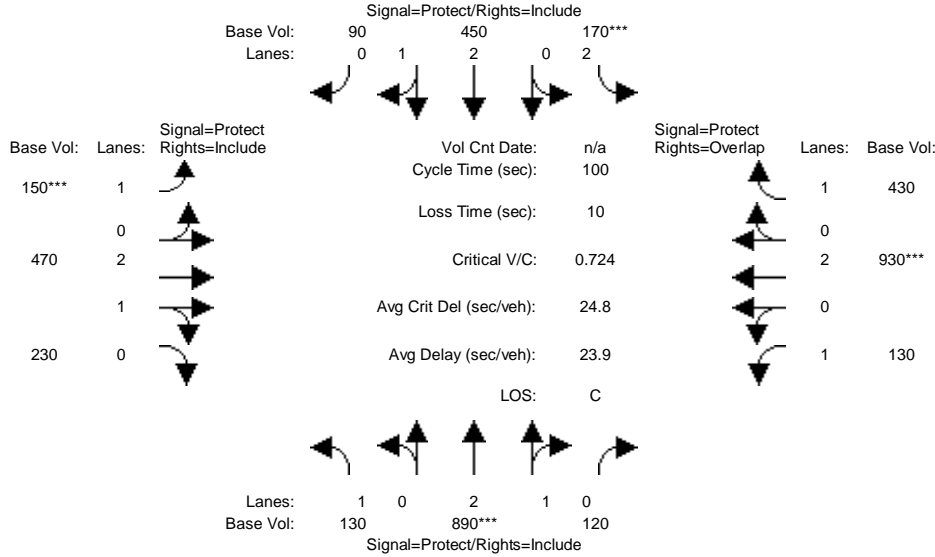 Signal=Protect/Rights=Include
Base Vol: 90 450 170***
Lanes: 0 1 2 0 2
Signal=Protect
Base Vol: Lanes: Rights=Include
Vol Cnt Date: n/a
Signal=Protect
Rights=Overlap Lanes: Base Vol:
Cycle Time (sec): 100
150*** 1
1 430
Loss Time (sec): 10
0
0
470 2
Critical V/C: 0.724
2 930***
1
Avg Crit Del (sec/veh): 24.8
0
230 0
Avg Delay (sec/veh): 23.9
1 130
LOS: C
Lanes: 1 0 2 1 0
Base Vol: 130 890*** 120
Signal=Protect/Rights=Include